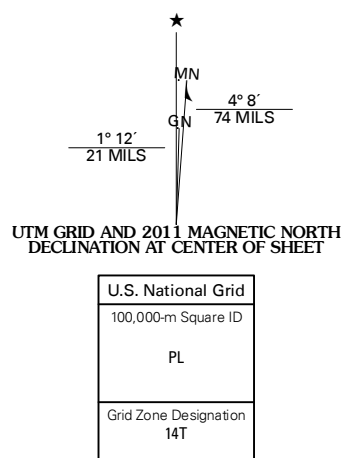 ★
MN
4° 8´
74 MILS
GN
1° 12´
21 MILS
UTM GRID AND 2011 MAGNETIC NORTH
DECLINATION AT CENTER OF SHEET
U.S. National Grid
100,000-m Square ID
PL
Grid Zone Designation
14T